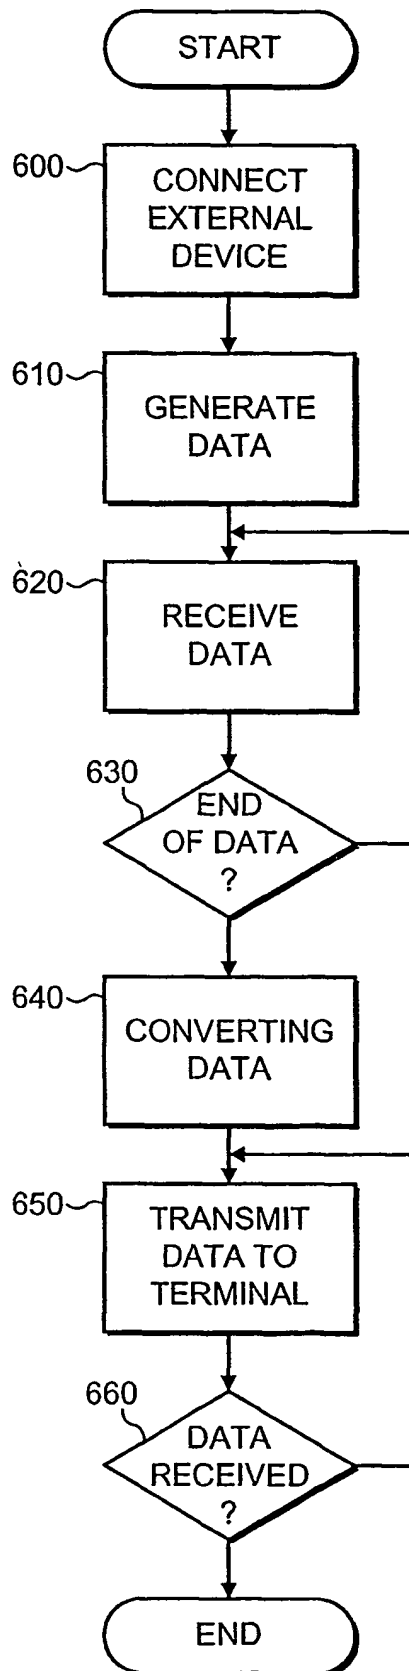 START
600
CONNECT
EXTERNAL
DEVICE
610
GENERATE
DATA
620
RECEIVE
DATA
630
END
OF DATA
?
640
CONVERTING
DATA
650
TRANSMIT
DATA TO
TERMINAL
660
DATA
RECEIVED
?
END